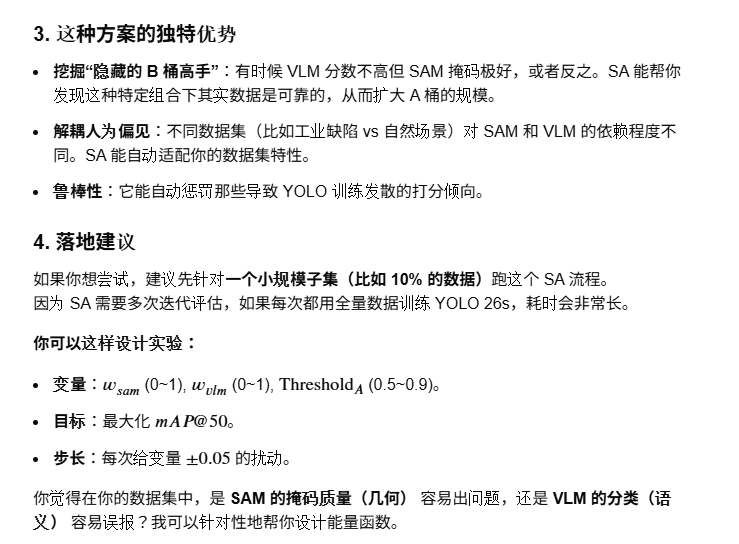 3. 这种方案的独特优势
• 挖掘“隐藏的 B 桶高手”：有时候 VLM 分数不高但 SAM 掩码极好，或者反之。SA 能帮你
发现这种特定组合下其实数据是可靠的，从而扩大 A 桶的规模。
• 解耦人为偏见：不同数据集（比如工业缺陷 vs 自然场景）对 SAM 和 VLM 的依赖程度不
同。SA 能自动适配你的数据集特性。
• 鲁棒性：它能自动惩罚那些导致 YOLO 训练发散的打分倾向。
4. 落地建议
如果你想尝试，建议先针对一个小规模子集（比如 10% 的数据）跑这个 SA 流程。
因为 SA 需要多次迭代评估，如果每次都用全量数据训练 YOLO 26s，耗时会非常长。
你可以这样设计实验：
• 变量：w_sam (0~1), w_vlm (0~1), Threshold_A (0.5~0.9)。
• 目标：最大化 mAP@50。
• 步长：每次给变量 ±0.05 的扰动。
你觉得在你的数据集中，是 SAM 的掩码质量（几何） 容易出问题，还是 VLM 的分类（语
义） 容易误报？我可以针对性地帮你设计能量函数。